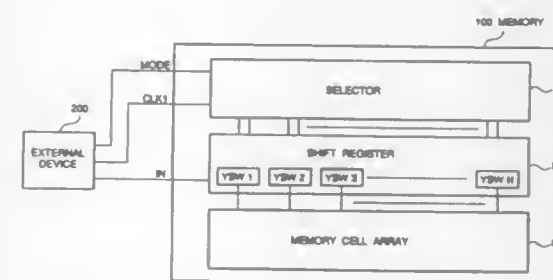 100 MEMORY
MODE
SELECTOR
CLK1
200
EXTERNAL
DEVICE
SHIFT REGISTER
IN
YSW 1 YSW 2 YSW 3 YSW N
MEMORY CELL ARRAY